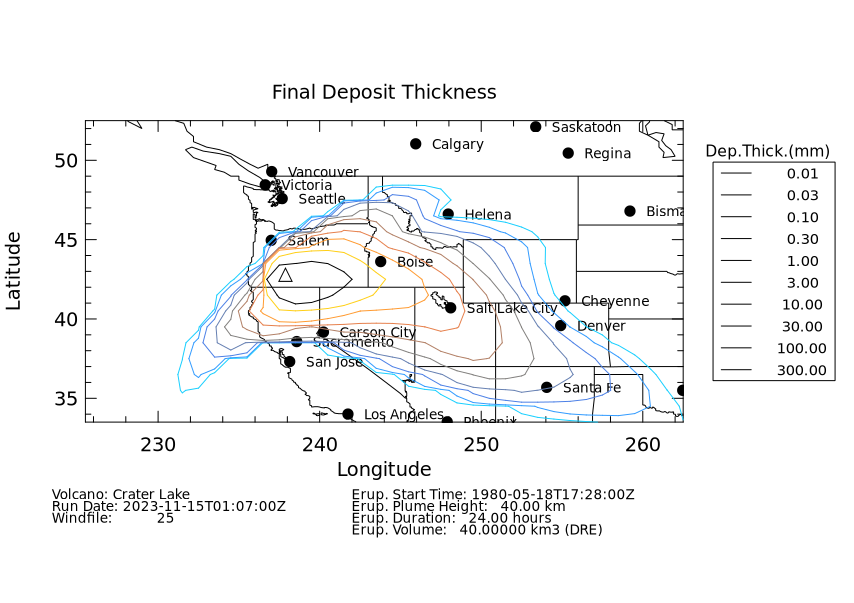 Final Deposit Thickness
Saskatoon
Calgary
Regina
Vancouver
Victoria
Seattle
Helena
Bisma
Salem
Boise
Salt Lake City
Cheyenne
Denver
Carson City
Sacramento
San Jose
Santa Fe
Los Angeles
Phoenix
50
45
40
35
Latitude
230
240
250
260
Longitude
Dep.Thick.(mm)
0.01
0.03
0.10
0.30
1.00
3.00
10.00
30.00
100.00
300.00
Volcano: Crater Lake
Run Date: 2023-11-15T01:07:00Z
Windfile: 25
Erup. Start Time: 1980-05-18T17:28:00Z
Erup. Plume Height: 40.00 km
Erup. Duration: 24.00 hours
Erup. Volume: 40.00000 km3 (DRE)